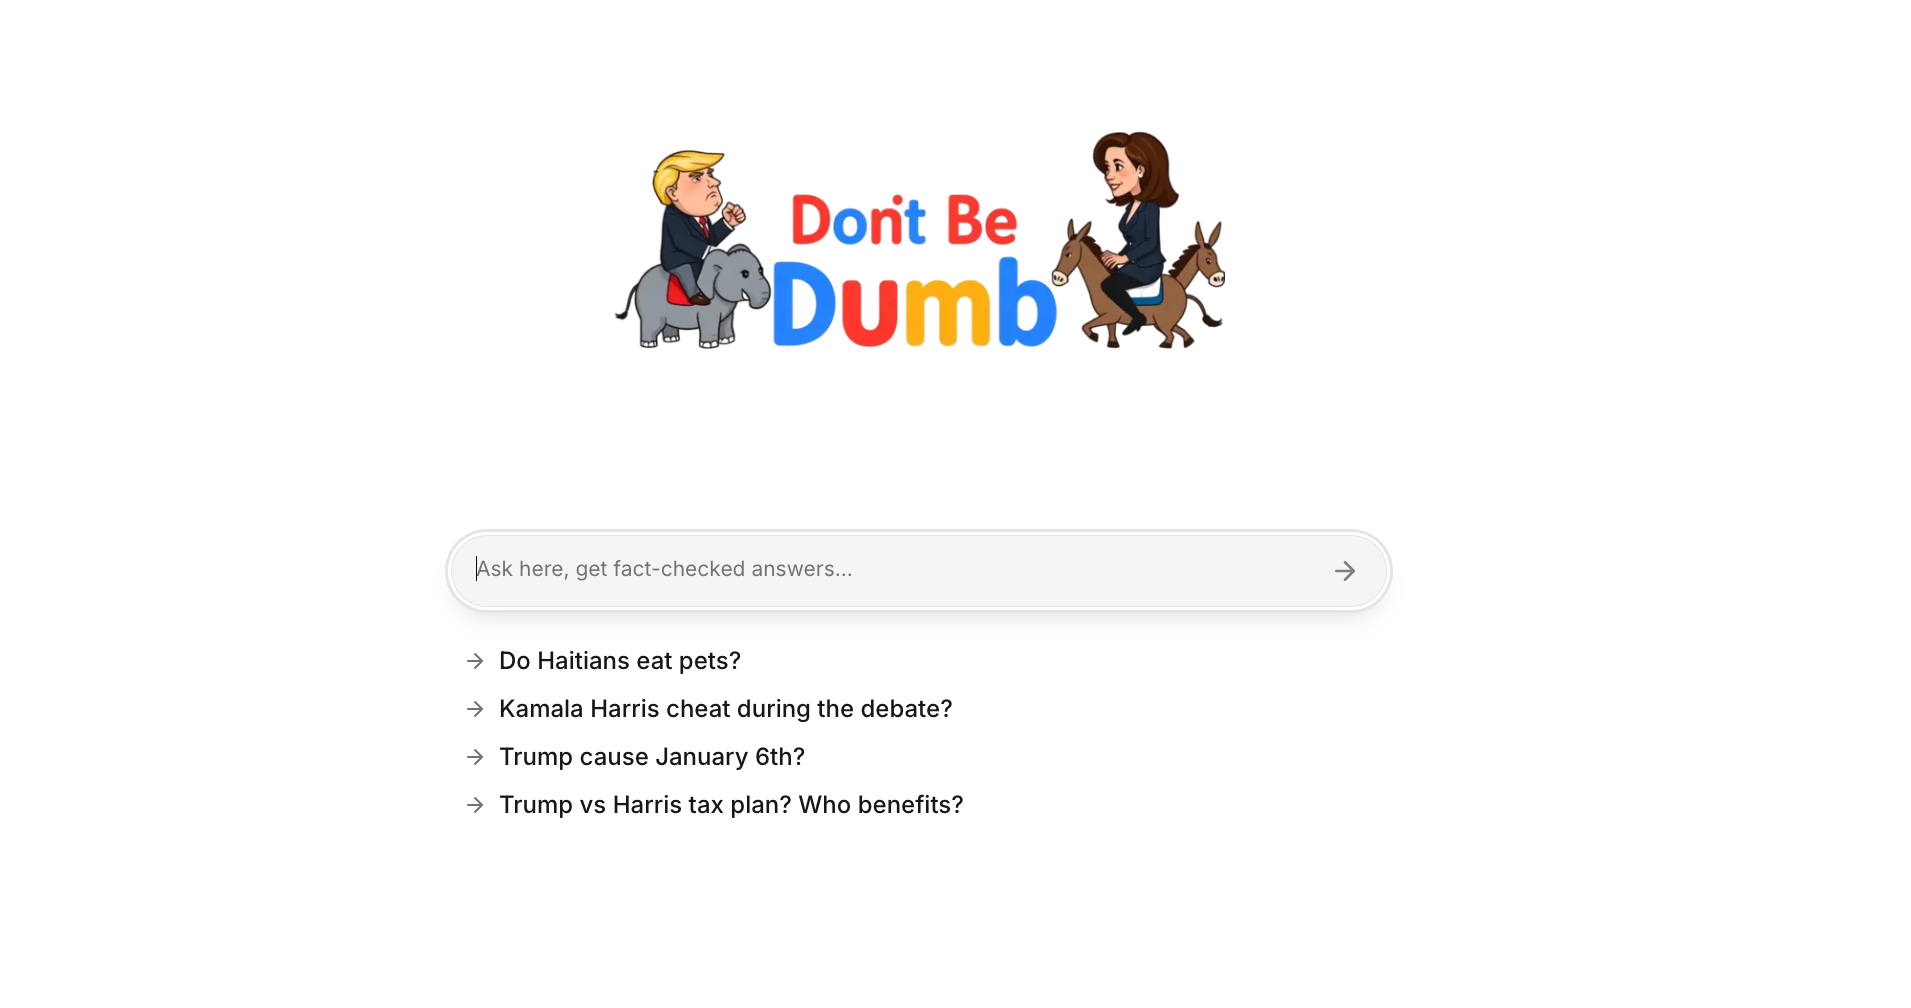 Don't Be
Dumb
Ask here, get fact-checked answers...
Do Haitians eat pets?
Kamala Harris cheat during the debate?
Trump cause January 6th?
Trump vs Harris tax plan? Who benefits?